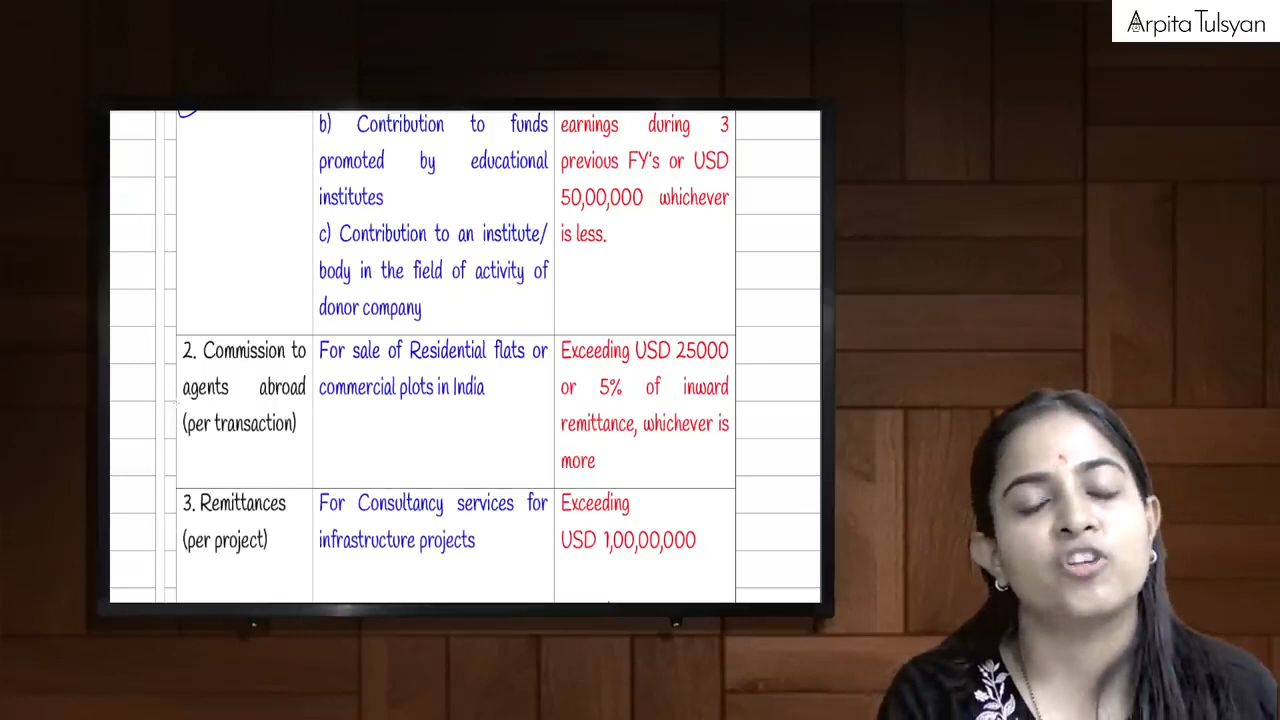 Arpita Tulsyan
b) Contribution to funds
promoted by educational
institutes
c) Contribution to an institute/
body in the field of activity of
donor company
earnings during 3
previous FY's or USD
50,00,000 whichever
is less.
2. Commission to
agents abroad
(per transaction)
For sale of Residential flats or
commercial plots in India
Exceeding USD 25000
or 5% of inward
remittance, whichever is
more
3. Remittances
(per project)
For Consultancy services for
infrastructure projects
Exceeding
USD 1,00,00,000